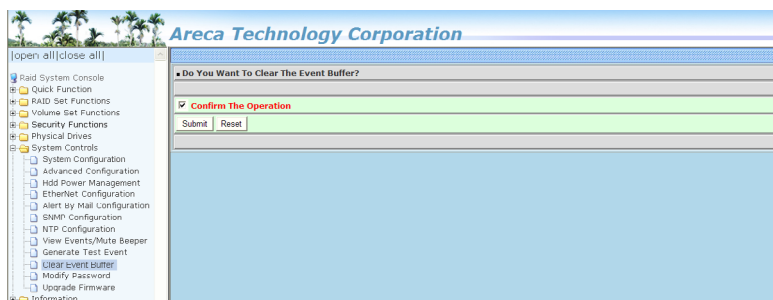 Areca Technology Corporation
|open all|close all|
Raid System Console
Quick Function
RAID Set Functions
Volume Set Functions
Security Functions
Physical Drives
System Controls
System Configuration
Advanced Configuration
Hdd Power Management
EtherNet Configuration
Alert By Mail Configuration
SNMP Configuration
NTP Configuration
View Events/Mute Beeper
Generate Test Event
Clear Event Buffer
Modify Password
Upgrade Firmware
Information
Do You Want To Clear The Event Buffer?
Confirm The Operation
Submit Reset